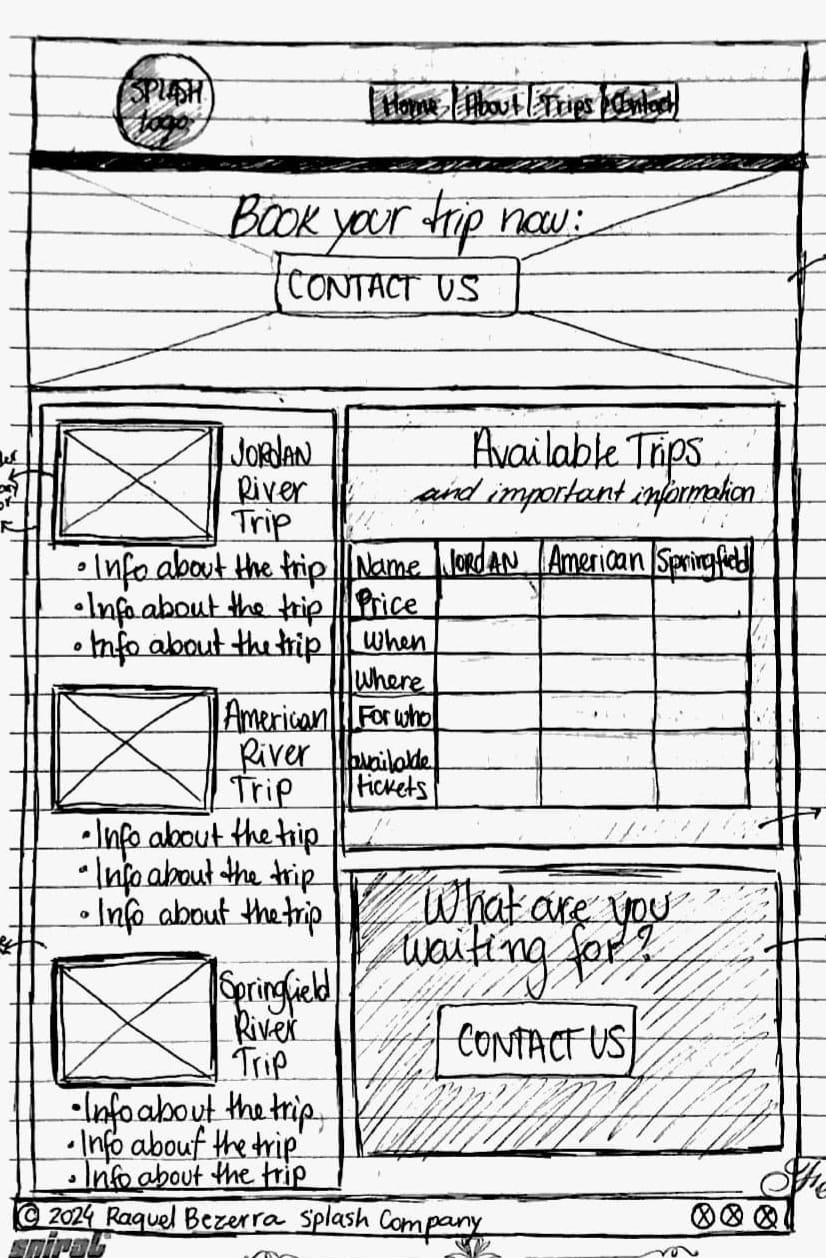 SPLASH
logo
Home About Trips Contact
Book your trip now:
CONTACT US
JORDAN
River
Trip
• Info about the trip
• Info about the trip
• Info about the trip
American
River
Trip
• Info about the trip
• Info about the trip
• Info about the trip
Springfield
River
Trip
• Info about the trip
• Info about the trip
• Info about the trip
Available Trips
and important information
Name JORDAN American Springfield
Price
When
Where
For who
available
tickets
What are you
waiting for?
CONTACT US
© 2024 Raquel Bezerra Splash Company
spiral